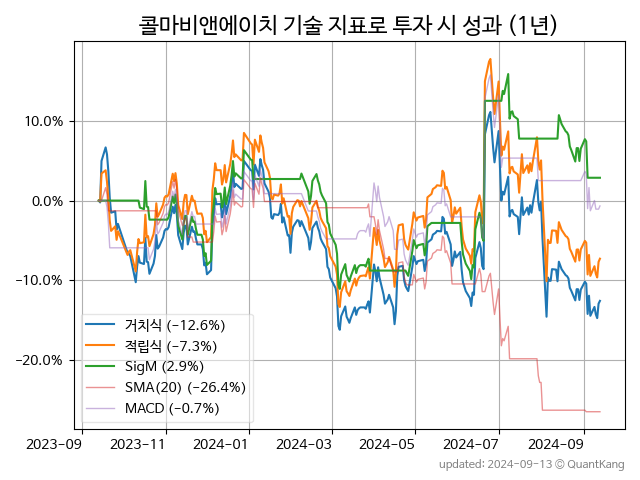 콜마비앤에이치 기술 지표로 투자 시 성과 (1년)
10.0%
0.0%
−10.0%
−20.0%
거치식 (−12.6%)
적립식 (−7.3%)
SigM (2.9%)
SMA(20) (−26.4%)
MACD (−0.7%)
2023-09 2023-11 2024-01 2024-03 2024-05 2024-07 2024-09
updated: 2024-09-13 © QuantKang